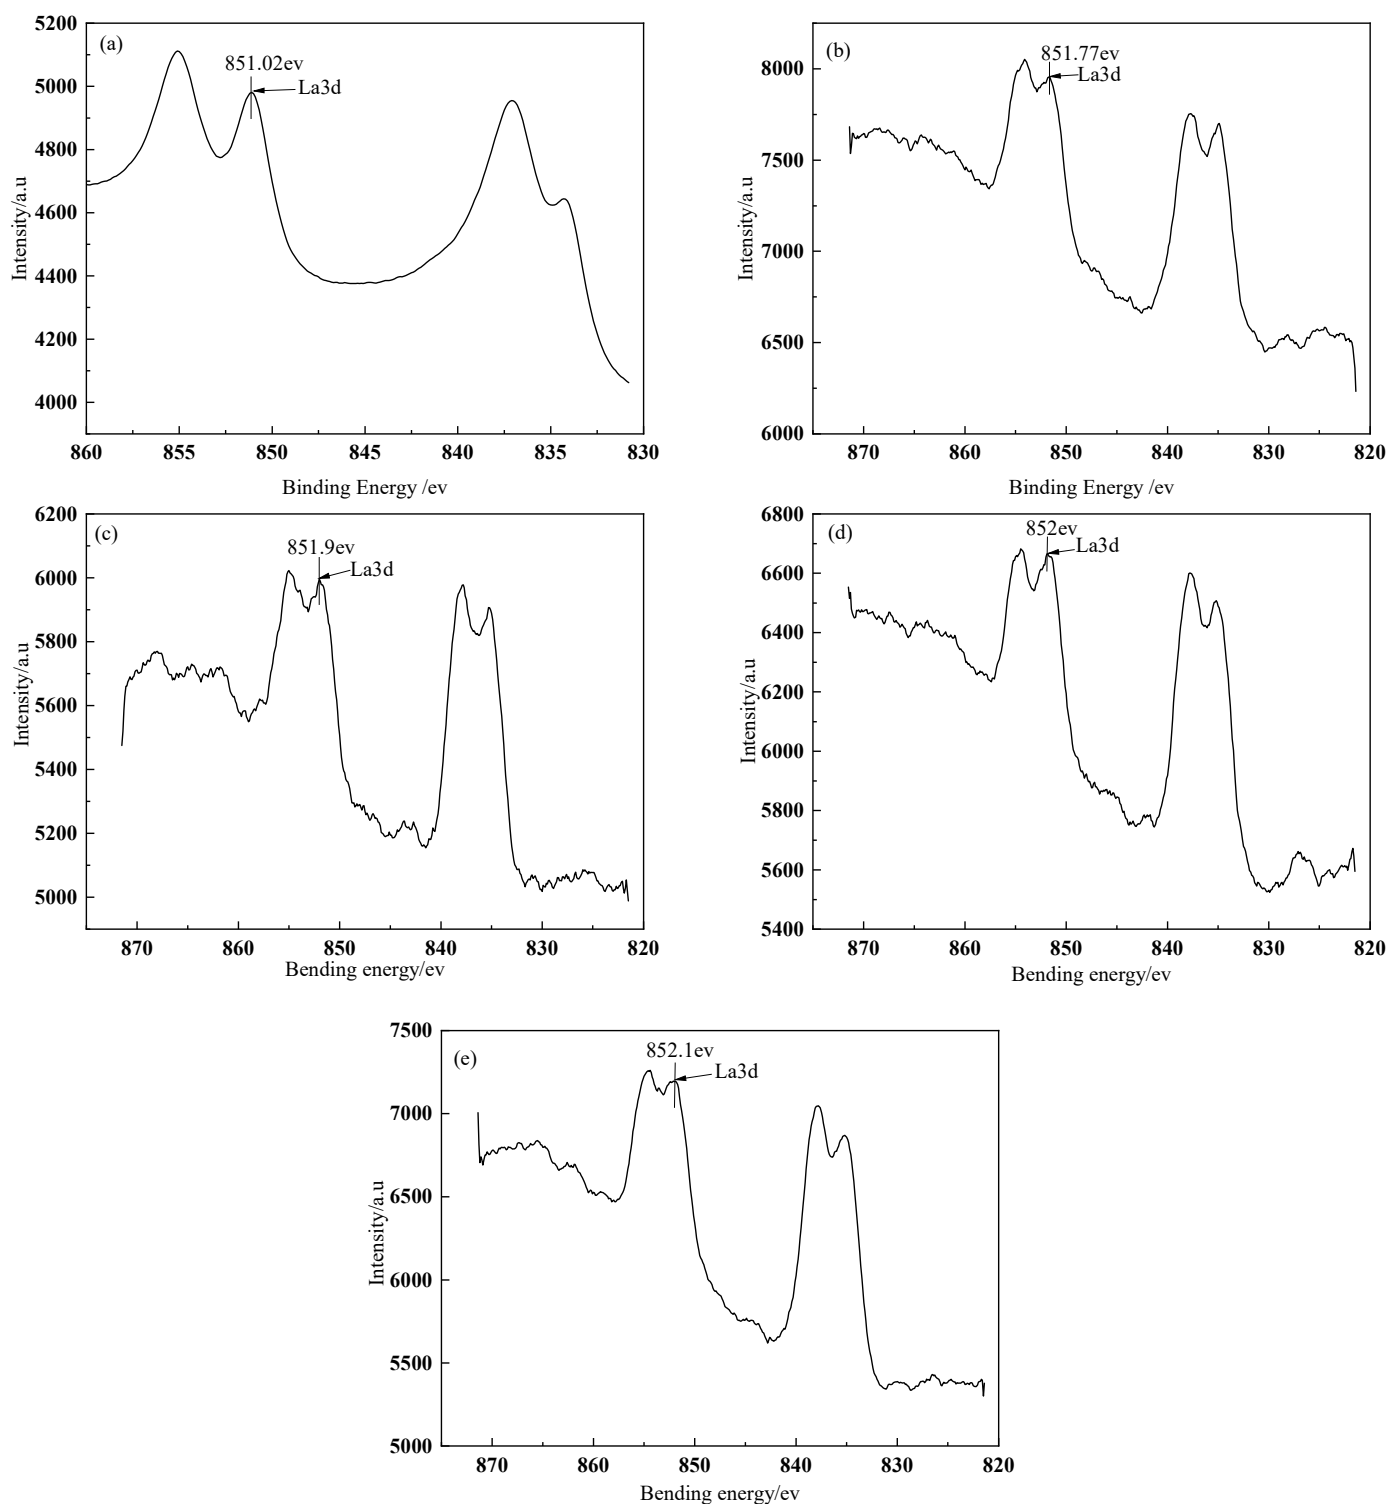 (a)
851.02ev
La3d
5200
5000
4800
4600
4400
4200
4000
Intensity/a.u
860 855 850 845 840 835 830
Binding Energy /ev
(b)
851.77ev
La3d
8000
7500
7000
6500
6000
Intensity/a.u
870 860 850 840 830 820
Binding Energy /ev
(c)
851.9ev
La3d
6200
6000
5800
5600
5400
5200
5000
Intensity/a.u
870 860 850 840 830 820
Bending energy/ev
(d)
852ev
La3d
6800
6600
6400
6200
6000
5800
5600
5400
Intensity/a.u
870 860 850 840 830 820
Bending energy/ev
(e)
852.1ev
La3d
7500
7000
6500
6000
5500
5000
Intensity/a.u
870 860 850 840 830 820
Bending energy/ev